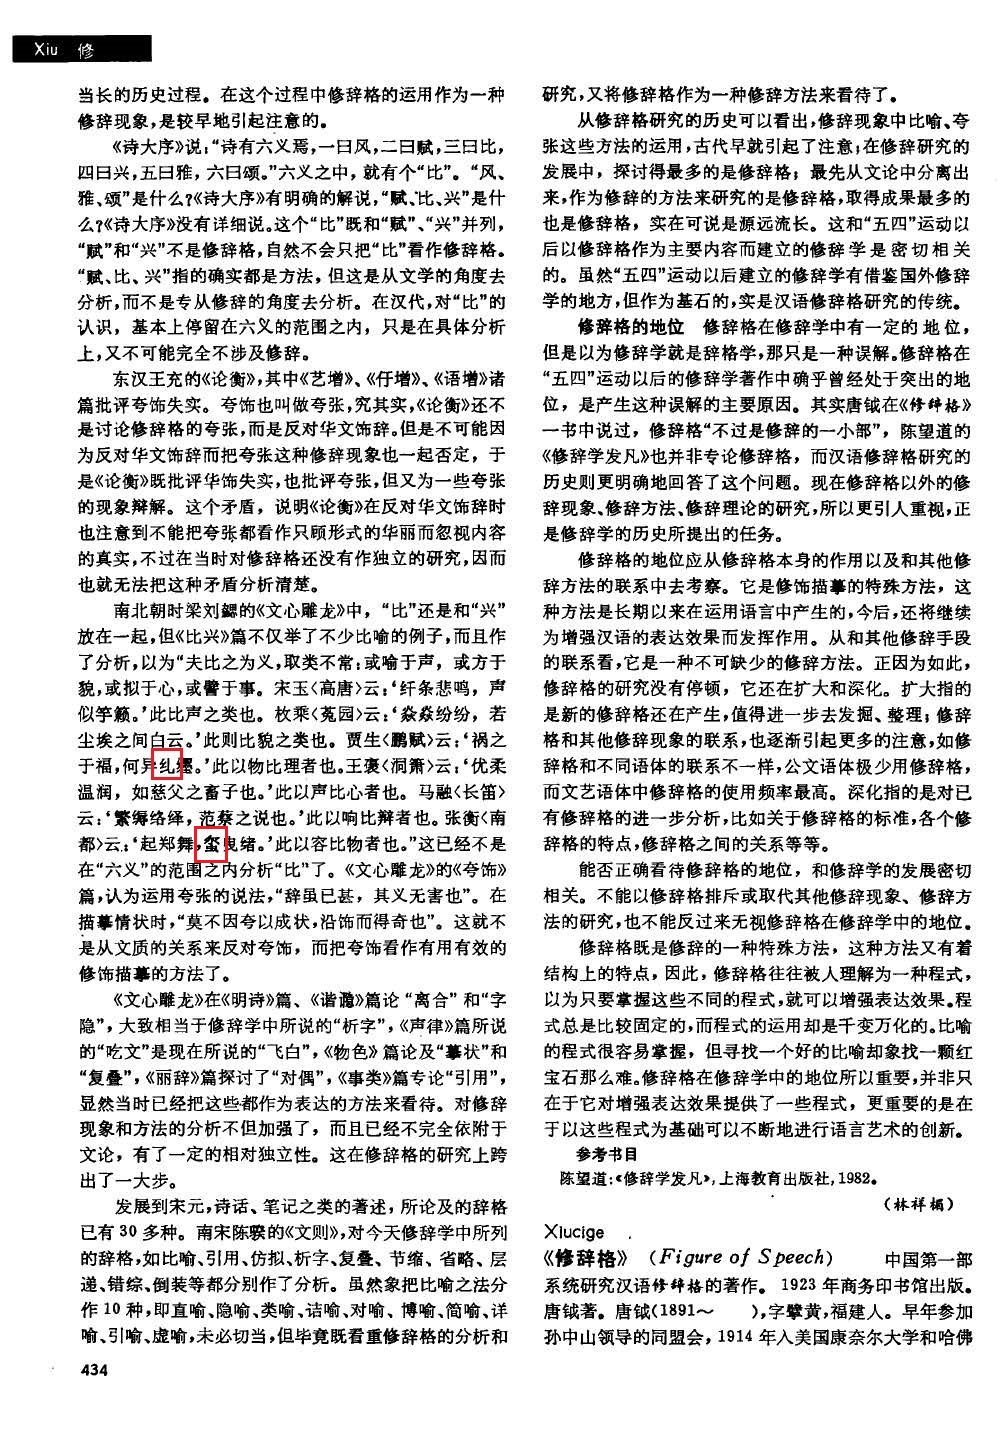 Xiu 修
当长的历史过程。在这个过程中修辞格的运用作为一种
修辞现象,是较早地引起注意的。
《诗大序》说:“诗有六义焉,一曰风,二曰赋,三曰比,
四曰兴,五曰雅,六曰颂。”六义之中,就有个“比”。“风、
雅、颂”是什么?《诗大序》有明确的解说,“赋、比、兴”是什
么?《诗大序》没有详细说。这个“比”既和“赋”、“兴”并列,
“赋”和“兴”不是修辞格,自然不会只把“比”看作修辞格。
“赋、比、兴”指的确实都是方法,但这是从文学的角度去
分析,而不是专从修辞的角度去分析。在汉代,对“比”的
认识,基本上停留在六义的范围之内,只是在具体分析
上,又不可能完全不涉及修辞。
东汉王充的《论衡》,其中《艺增》、《仔增》、《语增》诸
篇批评夸饰失实。夸饰也叫做夸张,究其实,《论衡》还不
是讨论修辞格的夸张,而是反对华文饰辞。但是不可能因
为反对华文饰辞而把夸张这种修辞现象也一起否定,于
是《论衡》既批评华饰失实,也批评夸张,但又为一些夸张
的现象辩解。这个矛盾,说明《论衡》在反对华文饰辞时
也注意到不能把夸张都看作只顾形式的华丽而忽视内容
的真实,不过在当时对修辞格还没有作独立的研究,因而
也就无法把这种矛盾分析清楚。
南北朝时梁刘勰的《文心雕龙》中,“比”还是和“兴”
放在一起,但《比兴》篇不仅举了不少比喻的例子,而且作
了分析,以为“夫比之为义,取类不常:或喻于声,或方于
貌,或拟于心,或譬于事。宋玉〈高唐〉云:‘纤条悲鸣,声
似竽籁。’此比声之类也。枚乘〈菟园〉云:‘焱焱纷纷,若
尘埃之间白云。’此则比貌之类也。贾生〈鹏赋〉云:‘祸之
于福,何异纠纆。’此以物比理者也。王褒〈洞箫〉云:‘优柔
温润,如慈父之畜子也。’此以声比心者也。马融〈长笛〉
云:‘繁缛络绎,范蔡之说也。’此以响比辩者也。张衡〈南
都〉云:‘起郑舞,玺曳绪。’此以容比物者也。”这已经不是
在“六义”的范围之内分析“比”了。《文心雕龙》的《夸饰》
篇,认为运用夸张的说法,“辞虽已甚,其义无害也”。在
描摹情状时,“莫不因夸以成状,沿饰而得奇也”。这就不
是从文质的关系来反对夸饰,而把夸饰看作有用有效的
修饰描摹的方法了。
《文心雕龙》在《明诗》篇、《谐讔》篇论“离合”和“字
隐”,大致相当于修辞学中所说的“析字”,《声律》篇所说
的“吃文”是现在所说的“飞白”,《物色》篇论及“摹状”和
“复叠”,《丽辞》篇探讨了“对偶”,《事类》篇专论“引用”,
显然当时已经把这些都作为表达的方法来看待。对修辞
现象和方法的分析不但加强了,而且已经不完全依附于
文论,有了一定的相对独立性。这在修辞格的研究上跨
出了一大步。
发展到宋元,诗话、笔记之类的著述,所论及的辞格
已有30多种。南宋陈骙的《文则》,对今天修辞学中所列
的辞格,如比喻、引用、仿拟、析字、复叠、节缩、省略、层
递、错综、倒装等都分别作了分析。虽然象把比喻之法分
作10种,即直喻、隐喻、类喻、诘喻、对喻、博喻、简喻、详
喻、引喻、虚喻,未必切当,但毕竟既看重修辞格的分析和
434
研究,又将修辞格作为一种修辞方法来看待了。
从修辞格研究的历史可以看出,修辞现象中比喻、夸
张这些方法的运用,古代早就引起了注意;在修辞研究的
发展中,探讨得最多的是修辞格;最先从文论中分离出
来,作为修辞的方法来研究的是修辞格,取得成果最多的
也是修辞格,实在可说是源远流长。这和“五四”运动以
后以修辞格作为主要内容而建立的修辞学是密切相关
的。虽然“五四”运动以后建立的修辞学有借鉴国外修辞
学的地方,但作为基石的,实是汉语修辞格研究的传统。
修辞格的地位 修辞格在修辞学中有一定的地位,
但是以为修辞学就是辞格学,那只是一种误解。修辞格在
“五四”运动以后的修辞学著作中确乎曾经处于突出的地
位,是产生这种误解的主要原因。其实唐钺在《修辞格》
一书中说过,修辞格“不过是修辞的一小部”,陈望道的
《修辞学发凡》也并非专论修辞格,而汉语修辞格研究的
历史则更明确地回答了这个问题。现在修辞格以外的修
辞现象、修辞方法、修辞理论的研究,所以更引人重视,正
是修辞学的历史所提出的任务。
修辞格的地位应从修辞格本身的作用以及和其他修
辞方法的联系中去考察。它是修饰描摹的特殊方法,这
种方法是长期以来在运用语言中产生的,今后,还将继续
为增强汉语的表达效果而发挥作用。从和其他修辞手段
的联系看,它是一种不可缺少的修辞方法。正因为如此,
修辞格的研究没有停顿,它还在扩大和深化。扩大指的
是新的修辞格还在产生,值得进一步去发掘、整理;修辞
格和其他修辞现象的联系,也逐渐引起更多的注意,如修
辞格和不同语体的联系不一样,公文语体极少用修辞格,
而文艺语体中修辞格的使用频率最高。深化指的是对已
有修辞格的进一步分析,比如关于修辞格的标准,各个修
辞格的特点,修辞格之间的关系等等。
能否正确看待修辞格的地位,和修辞学的发展密切
相关。不能以修辞格排斥或取代其他修辞现象、修辞方
法的研究,也不能反过来无视修辞格在修辞学中的地位。
修辞格既是修辞的一种特殊方法,这种方法又有着
结构上的特点,因此,修辞格往往被人理解为一种程式,
以为只要掌握这些不同的程式,就可以增强表达效果。程
式总是比较固定的,而程式的运用却是千变万化的。比喻
的程式很容易掌握,但寻找一个好的比喻却象找一颗红
宝石那么难。修辞格在修辞学中的地位所以重要,并非只
在于它对增强表达效果提供了一些程式,更重要的是在
于以这些程式为基础可以不断地进行语言艺术的创新。
参考书目
陈望道:《修辞学发凡》,上海教育出版社,1982。
(林祥楣)
Xiucige
《修辞格》 (Figure of Speech) 中国第一部
系统研究汉语修辞格的著作。1923年商务印书馆出版。
唐钺著。唐钺(1891~ ),字擘黄,福建人。早年参加
孙中山领导的同盟会,1914年入美国康奈尔大学和哈佛